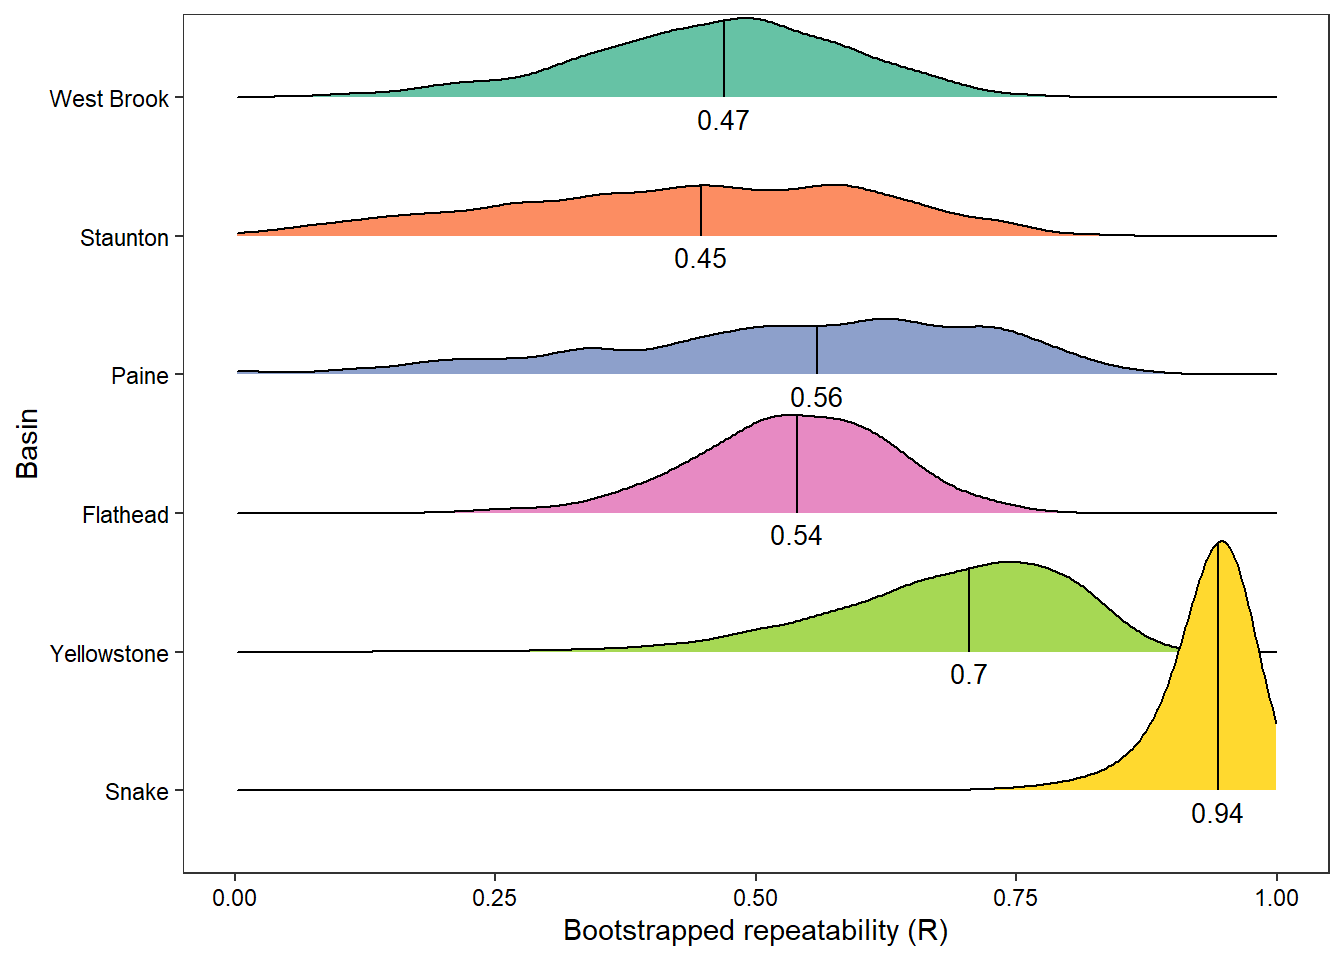 West Brook
0.47
Staunton
0.45
Paine
0.56
Basin
Flathead
0.54
Yellowstone
0.7
Snake
0.94
0.00 0.25 0.50 0.75 1.00
Bootstrapped repeatability (R)